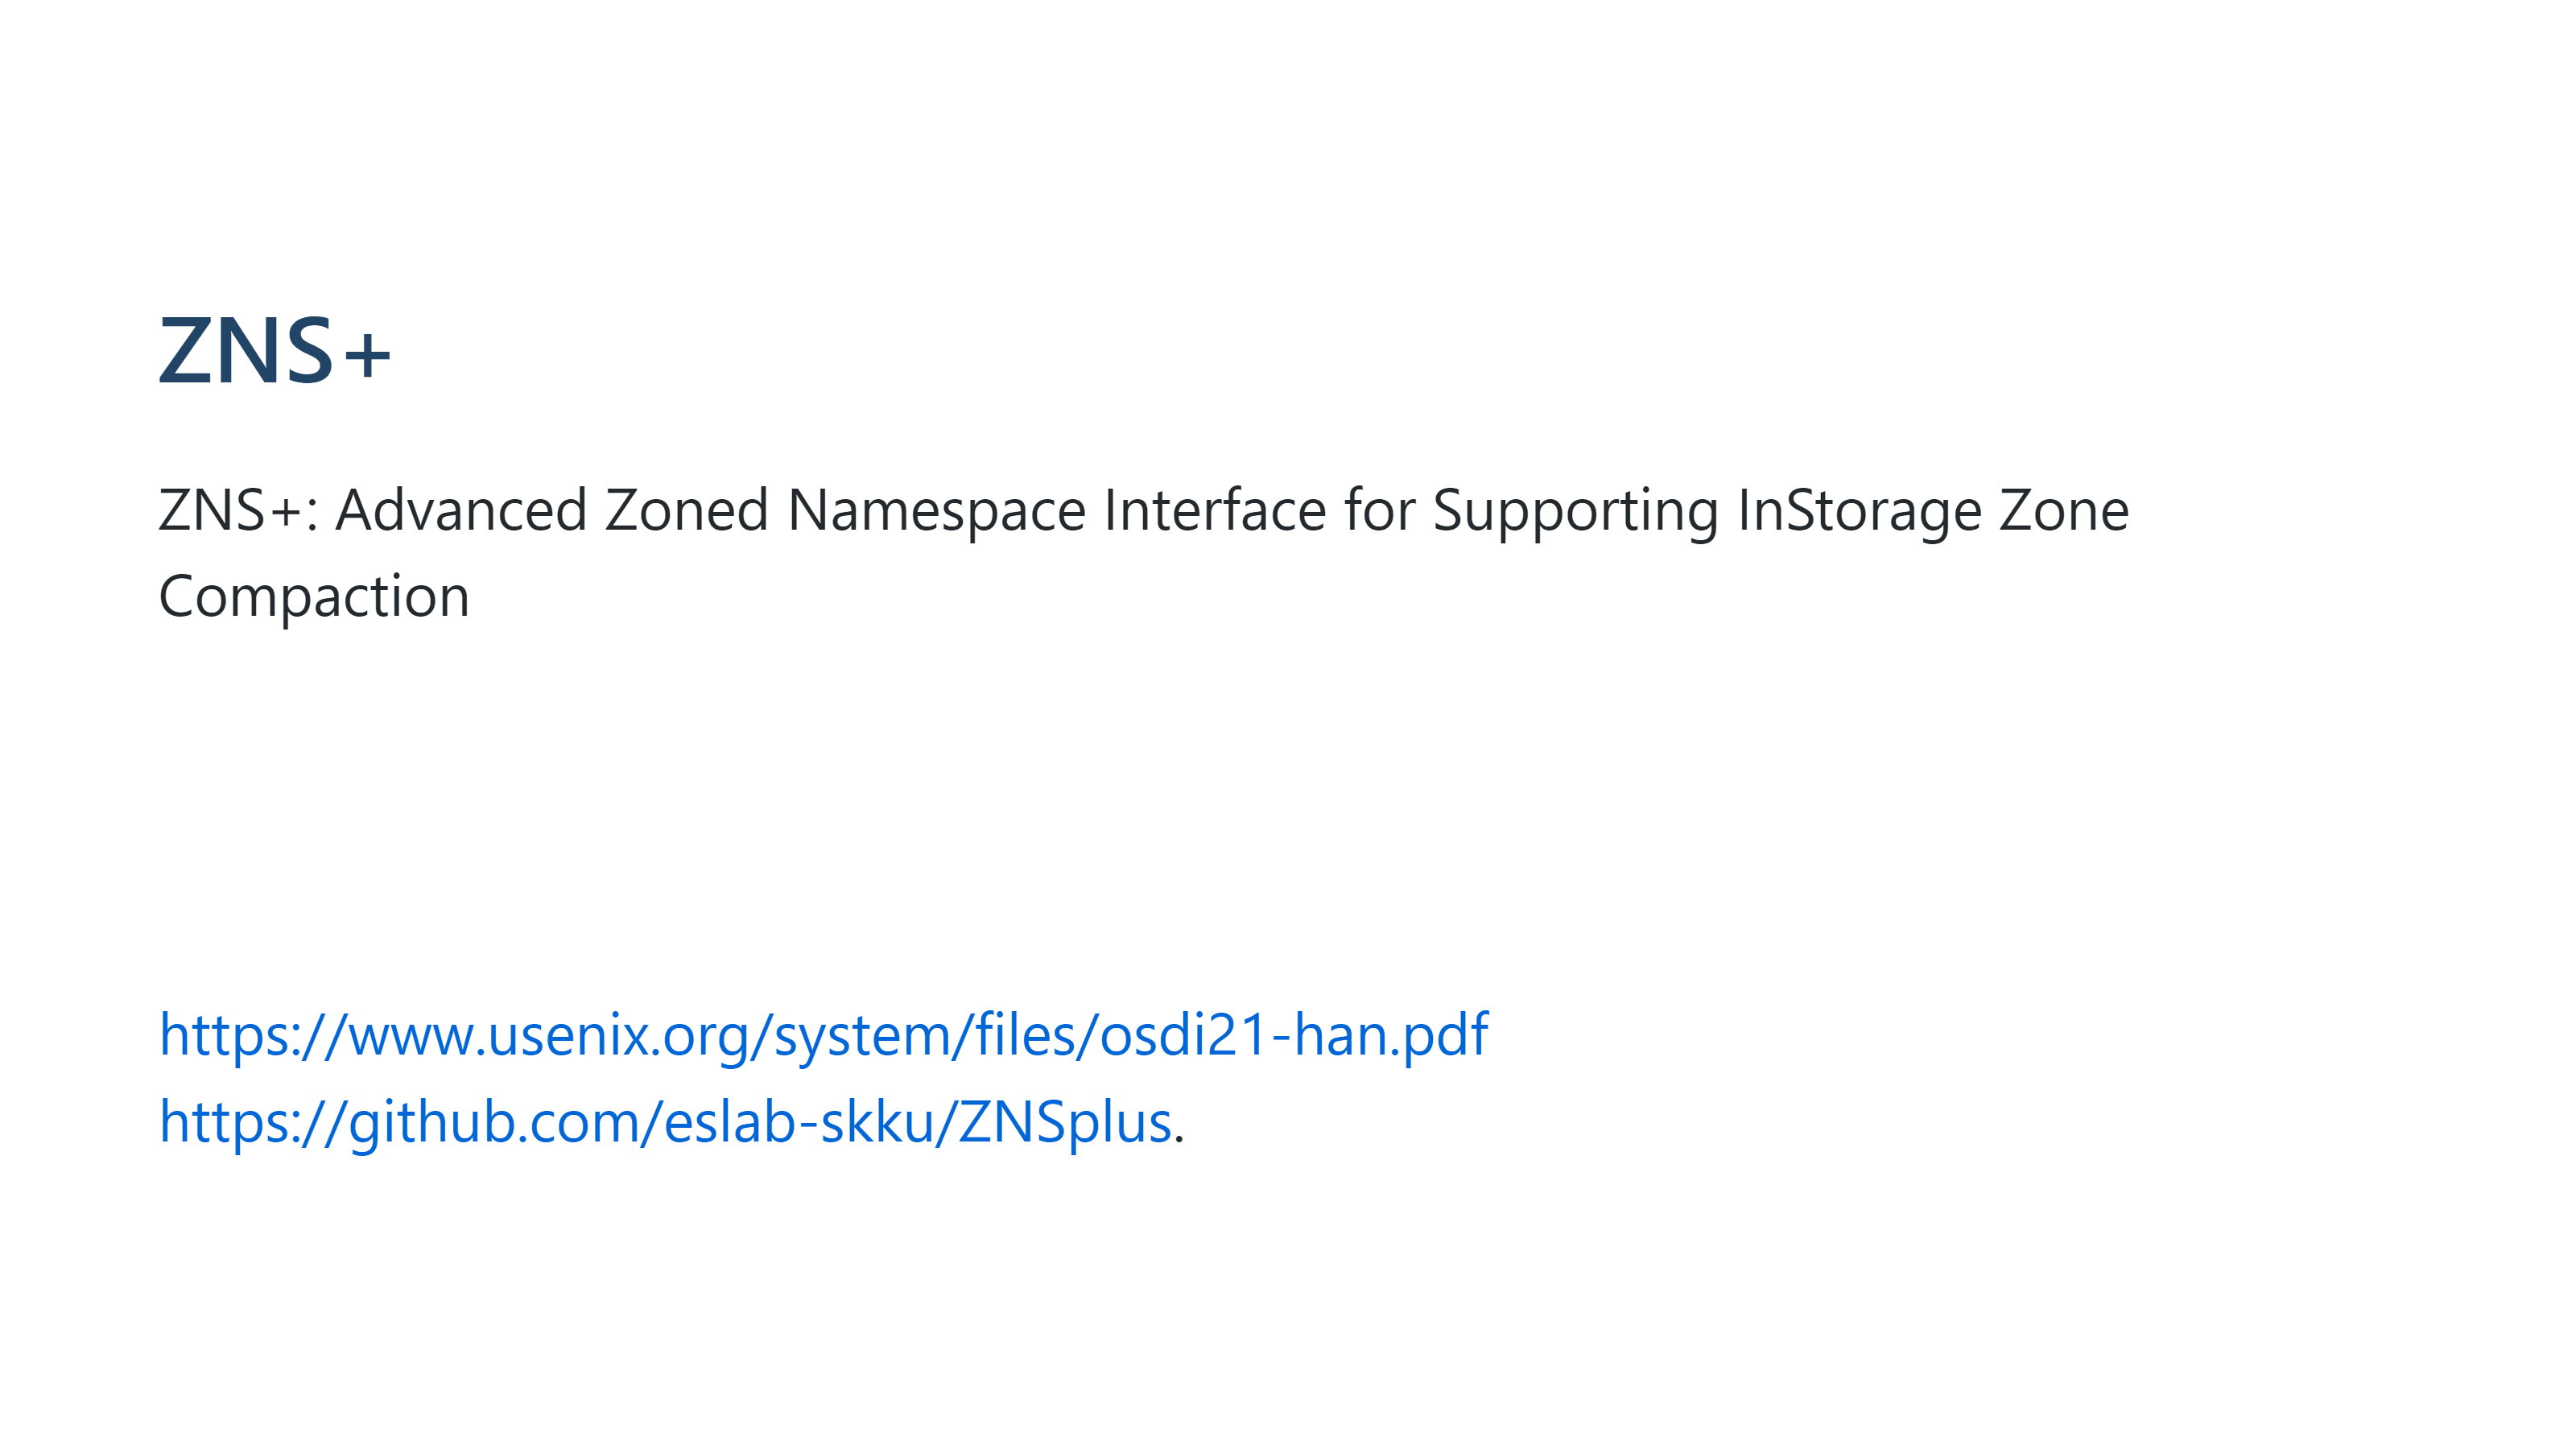 ZNS+
ZNS+: Advanced Zoned Namespace Interface for Supporting InStorage Zone
Compaction
https://www.usenix.org/system/files/osdi21-han.pdf
https://github.com/eslab-skku/ZNSplus.